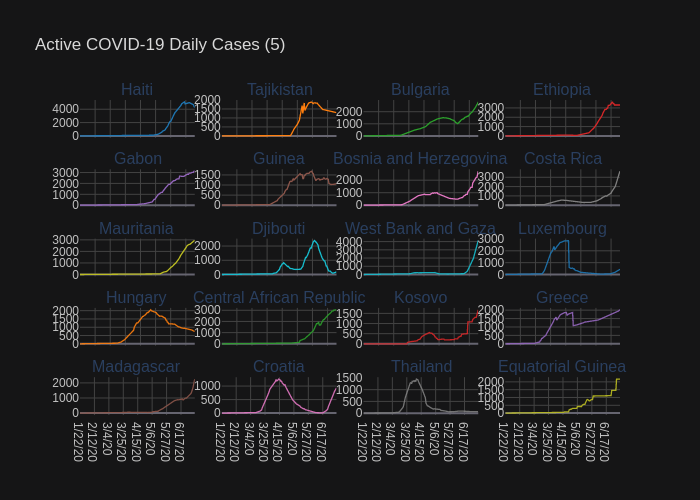 Active COVID-19 Daily Cases (5)
Haiti Tajikistan Bulgaria Ethiopia
4000 2000 0
2000 1500 1000 500 0
2000 1000 0
3000 2000 1000 0
Gabon Guinea Bosnia and Herzegovina Costa Rica
3000 2000 1000 0
1500 1000 500 0
2000 1000 0
3000 2000 1000 0
Mauritania Djibouti West Bank and Gaza Luxembourg
3000 2000 1000 0
2000 1000 0
4000 3000 2000 1000 0
3000 2000 1000 0
Hungary Central African Republic Kosovo Greece
2000 1500 1000 500 0
3000 2000 1000 0
1500 1000 500 0
2000 1500 1000 500 0
Madagascar Croatia Thailand Equatorial Guinea
2000 1000 0
1000 500 0
1500 1000 500 0
2000 1500 1000 500 0
1/22/20 2/12/20 3/4/20 3/25/20 4/15/20 5/6/20 5/27/20 6/17/20
1/22/20 2/12/20 3/4/20 3/25/20 4/15/20 5/6/20 5/27/20 6/17/20
1/22/20 2/12/20 3/4/20 3/25/20 4/15/20 5/6/20 5/27/20 6/17/20
1/22/20 2/12/20 3/4/20 3/25/20 4/15/20 5/6/20 5/27/20 6/17/20